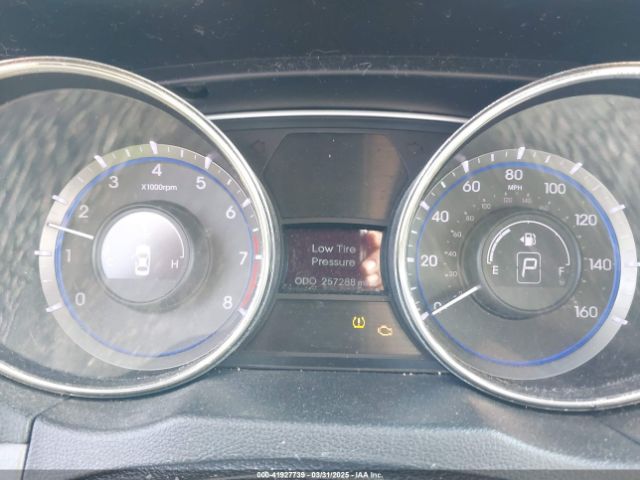 0 1 2 3 4 5 6 7 8
X1000rpm
H
Low Tire
Pressure
ODO 257288 m
0 20 40 60 80 100 120 140 160
MPH
E P F
000-41927739 - 03/31/2025 - IAA Inc.